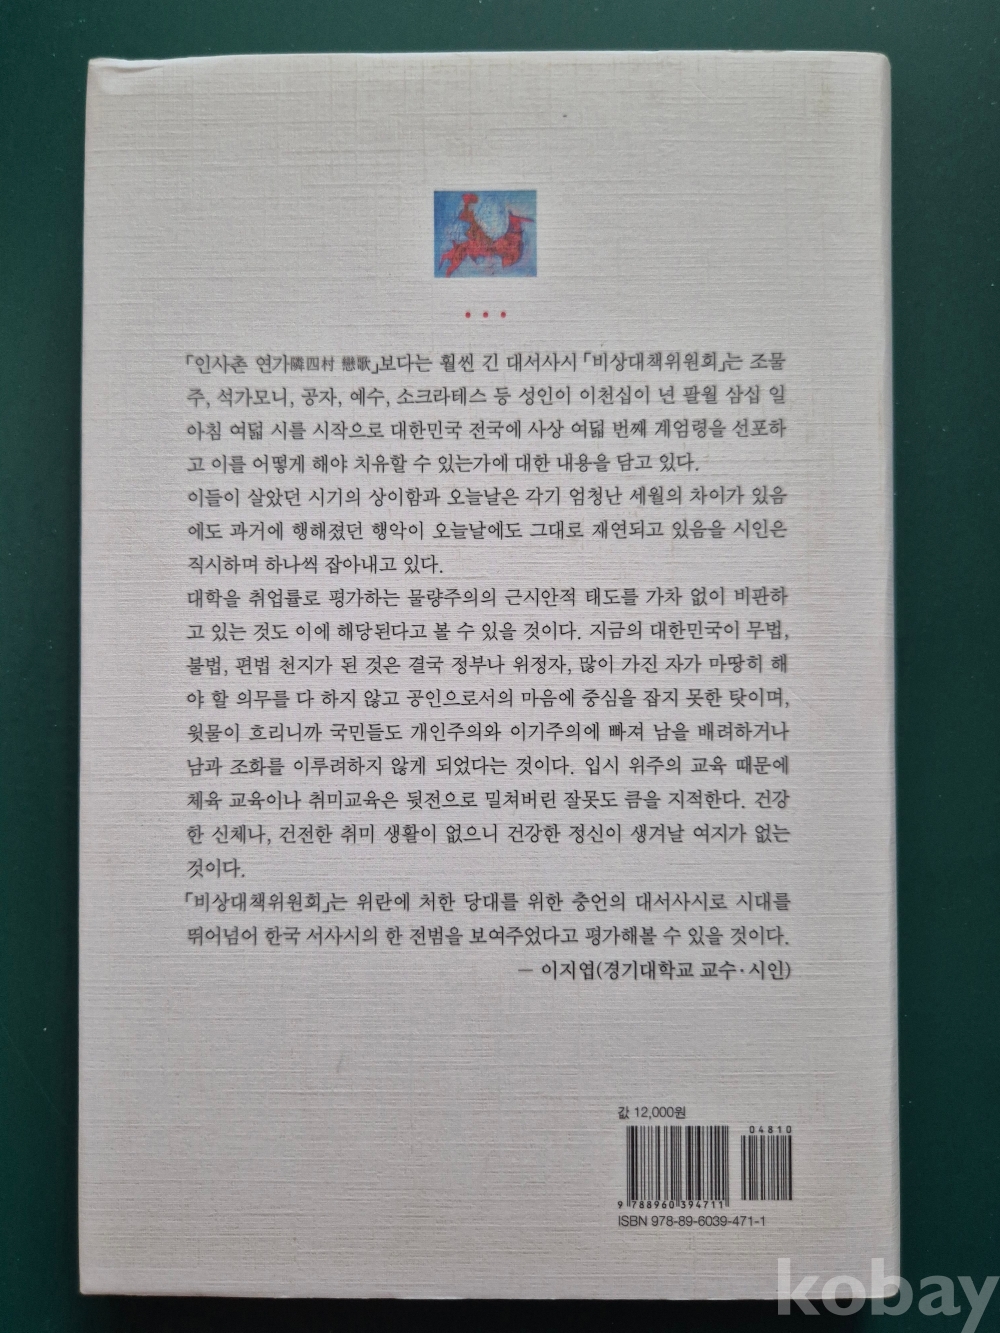 「인사촌 연가隣四村 戀歌」보다는 훨씬 긴 대서사시 「비상대책위원회」는 조물
주, 석가모니, 공자, 예수, 소크라테스 등 성인이 이천십이 년 팔월 삼십 일
아침 여덟 시를 시작으로 대한민국 전국에 사상 여덟 번째 계엄령을 선포하
고 이를 어떻게 해야 치유할 수 있는가에 대한 내용을 담고 있다.
이들이 살았던 시기의 상이함과 오늘날은 각기 엄청난 세월의 차이가 있음
에도 과거에 행해졌던 행악이 오늘날에도 그대로 재연되고 있음을 시인은
직시하며 하나씩 잡아내고 있다.
대학을 취업률로 평가하는 물량주의의 근시안적 태도를 가차 없이 비판하
고 있는 것도 이에 해당된다고 볼 수 있을 것이다. 지금의 대한민국이 무법,
불법, 편법 천지가 된 것은 결국 정부나 위정자, 많이 가진 자가 마땅히 해
야 할 의무를 다 하지 않고 공인으로서의 마음에 중심을 잡지 못한 탓이며,
윗물이 흐리니까 국민들도 개인주의와 이기주의에 빠져 남을 배려하거나
남과 조화를 이루려하지 않게 되었다는 것이다. 입시 위주의 교육 때문에
체육 교육이나 취미교육은 뒷전으로 밀쳐버린 잘못도 큼을 지적한다. 건강
한 신체나, 건전한 취미 생활이 없으니 건강한 정신이 생겨날 여지가 없는
것이다.
「비상대책위원회」는 위란에 처한 당대를 위한 충언의 대서사시로 시대를
뛰어넘어 한국 서사시의 한 전범을 보여주었다고 평가해볼 수 있을 것이다.
― 이지엽(경기대학교 교수·시인)
값 12,000원
04810
9 788960 394711
ISBN 978-89-6039-471-1
kobay